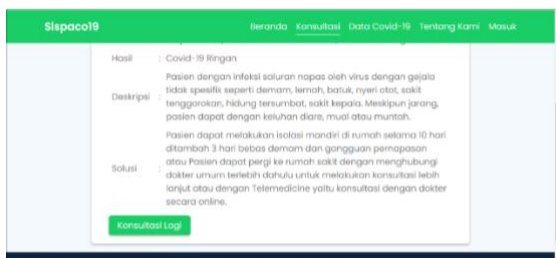 Sispaco19 Beranda Konsultasi Data Covid-19 Tentang Kami Masuk
Hasil : Covid-19 Ringan
Pasien dengan infeksi saluran napas oleh virus dengan gejala
tidak spesifik seperti demam, lemah, batuk, nyeri otot, sakit
Deskripsi : tenggorokan, hidung tersumbat, sakit kepala. Meskipun jarang,
pasien dapat dengan keluhan diare, mual atau muntah.
Pasien dapat melakukan isolasi mandiri di rumah selama 10 hari
ditambah 3 hari bebas demam dan gangguan pernapasan
atau Pasien dapat pergi ke rumah sakit dengan menghubungi
Solusi : dokter umum terlebih dahulu untuk melakukan konsultasi lebih
lanjut atau dengan Telemedicine yaitu konsultasi dengan dokter
secara online.
Konsultasi Lagi